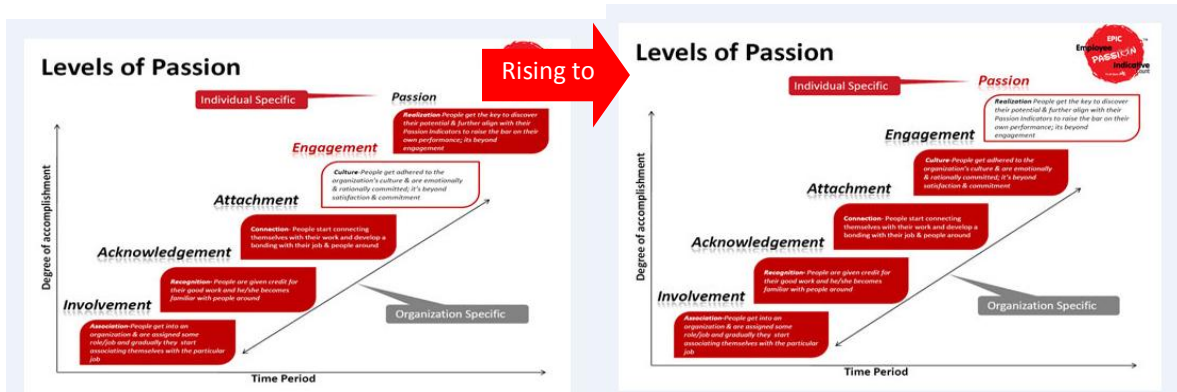 Levels of Passion
Individual Specific
Passion
Realization-People get the key to discover
their potential & further align with their
Passion Indicators to raise the bar on their
own performance; its beyond
engagement
Engagement
Culture-People get adhered to the
organization's culture & are emotionally
& rationally committed; it's beyond
satisfaction & commitment
Attachment
Connection- People start connecting
themselves with their work and develop a
bonding with their job & people around
Acknowledgement
Recognition- People are given credit for
their good work and he/she becomes
familiar with people around
Involvement
Association-People get into an
organization & are assigned some
role/job and gradually they start
associating themselves with the particular
job
Organization Specific
Degree of accomplishment
Time Period
Rising to
Levels of Passion
EPIC
Employee
PASSION
Indicative
Count
Individual Specific
Passion
Realization-People get the key to discover
their potential & further align with their
Passion Indicators to raise the bar on their
own performance; its beyond
engagement
Engagement
Culture-People get adhered to the
organization's culture & are emotionally
& rationally committed; it's beyond
satisfaction & commitment
Attachment
Connection- People start connecting
themselves with their work and develop a
bonding with their job & people around
Acknowledgement
Recognition- People are given credit for
their good work and he/she becomes
familiar with people around
Involvement
Association-People get into an
organization & are assigned some
role/job and gradually they start
associating themselves with the particular
job
Organization Specific
Degree of accomplishment
Time Period